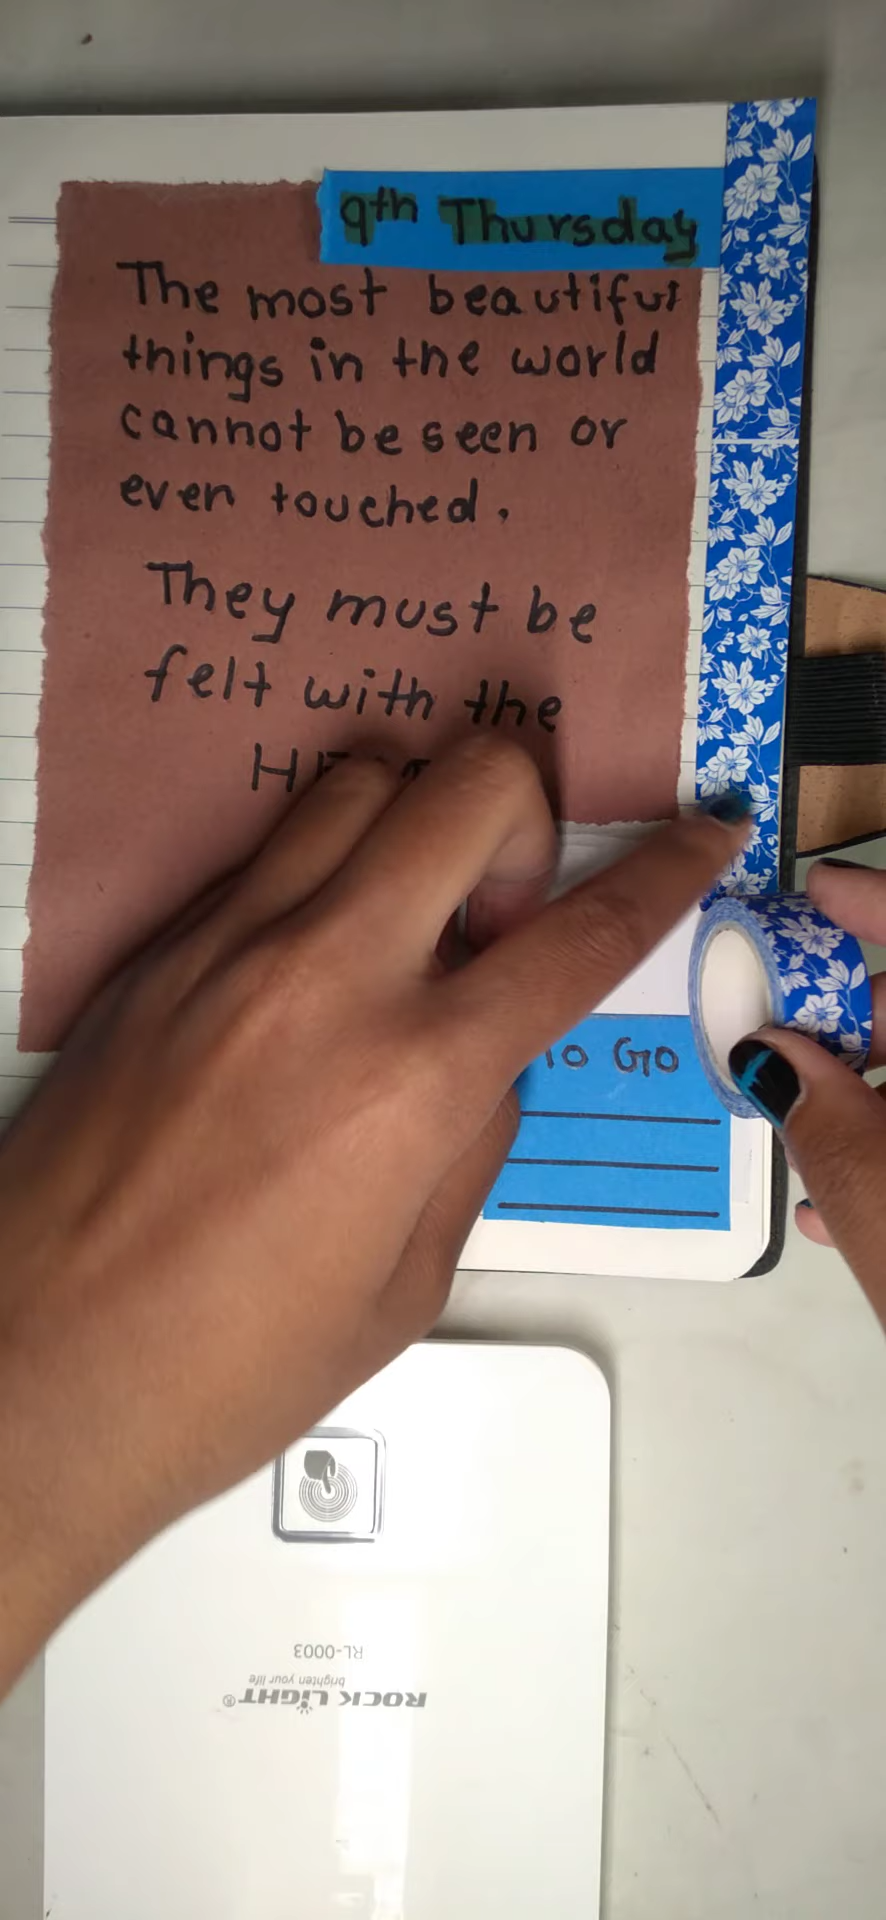 9th Thursday
The most beautiful
things in the world
cannot be seen or
even touched.
They must be
felt with the
To Go
RL-0003
ROCK LIGHT®
brighten your life